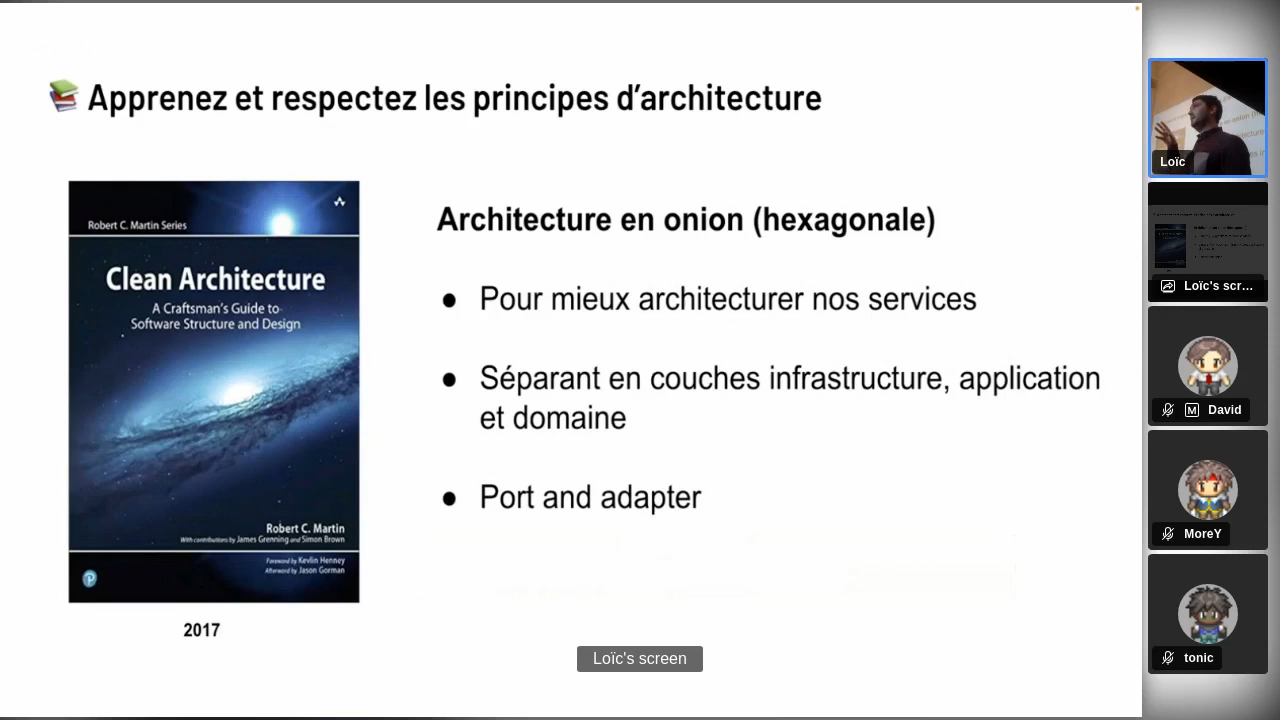 📚 Apprenez et respectez les principes d'architecture
Robert C. Martin Series
Clean Architecture
A Craftsman's Guide to
Software Structure and Design
Robert C. Martin
With contributions by James Grenning and Simon Brown
Foreword by Kevlin Henney
Afterword by Jason Gorman
P
2017
Architecture en onion (hexagonale)
● Pour mieux architecturer nos services
● Séparant en couches infrastructure, application
et domaine
● Port and adapter
Loïc's screen
Loïc
Loïc's scr...
M David
MoreY
tonic